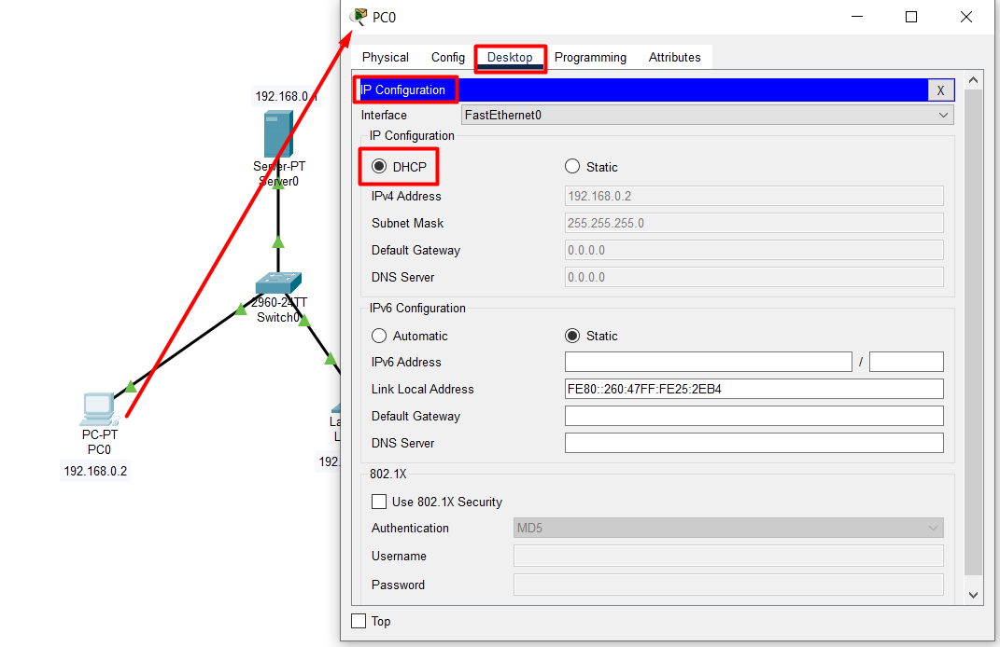 192.168.0.1
Server-PT
Server0
2960-24TT
Switch0
PC-PT
PC0
192.168.0.2
La
L
192.
PC0
Physical Config Desktop Programming Attributes
IP Configuration X
Interface FastEthernet0
IP Configuration
DHCP Static
IPv4 Address 192.168.0.2
Subnet Mask 255.255.255.0
Default Gateway 0.0.0.0
DNS Server 0.0.0.0
IPv6 Configuration
Automatic Static
IPv6 Address /
Link Local Address FE80::260:47FF:FE25:2EB4
Default Gateway
DNS Server
802.1X
Use 802.1X Security
Authentication MD5
Username
Password
Top